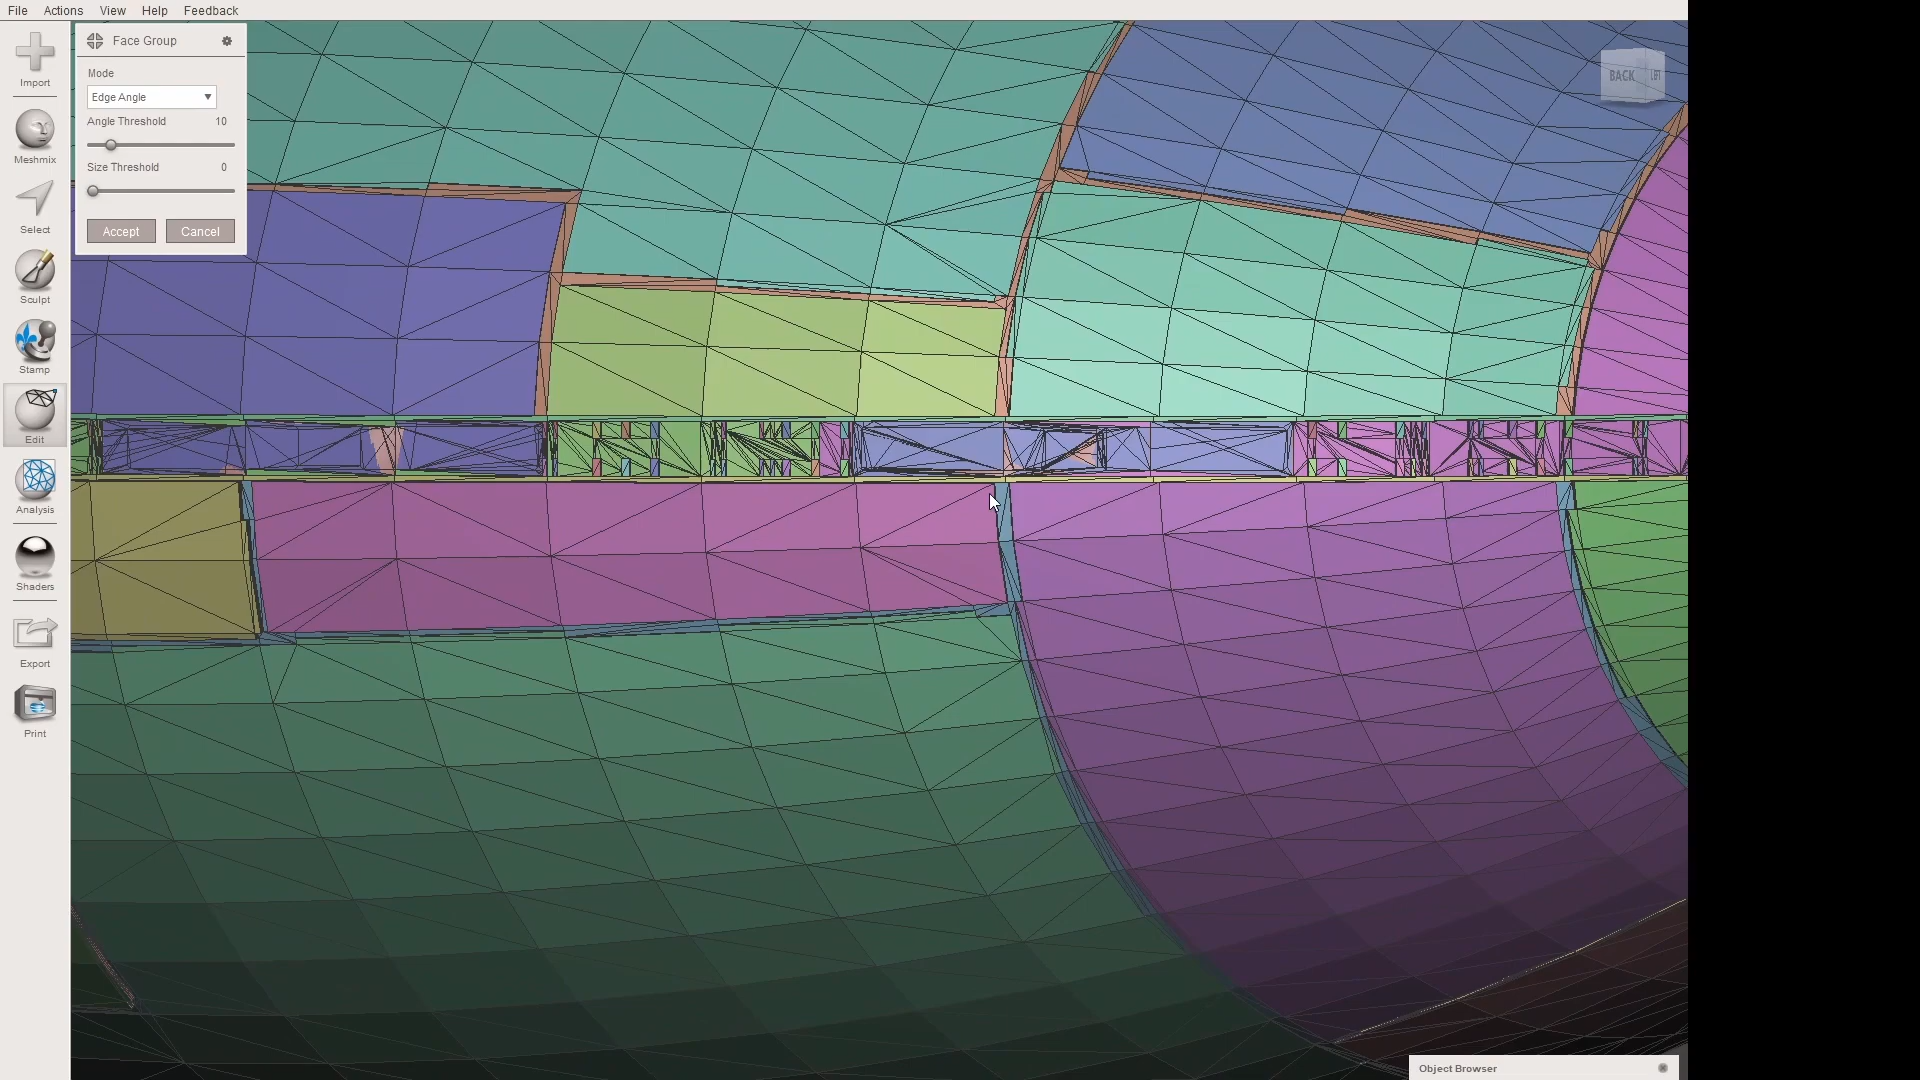 File Actions View Help Feedback
Face Group
Mode
Edge Angle
Angle Threshold 10
Size Threshold 0
Accept Cancel
Import
Meshmix
Select
Sculpt
Stamp
Edit
Analysis
Shaders
Export
Print
BACK LEFT
Object Browser